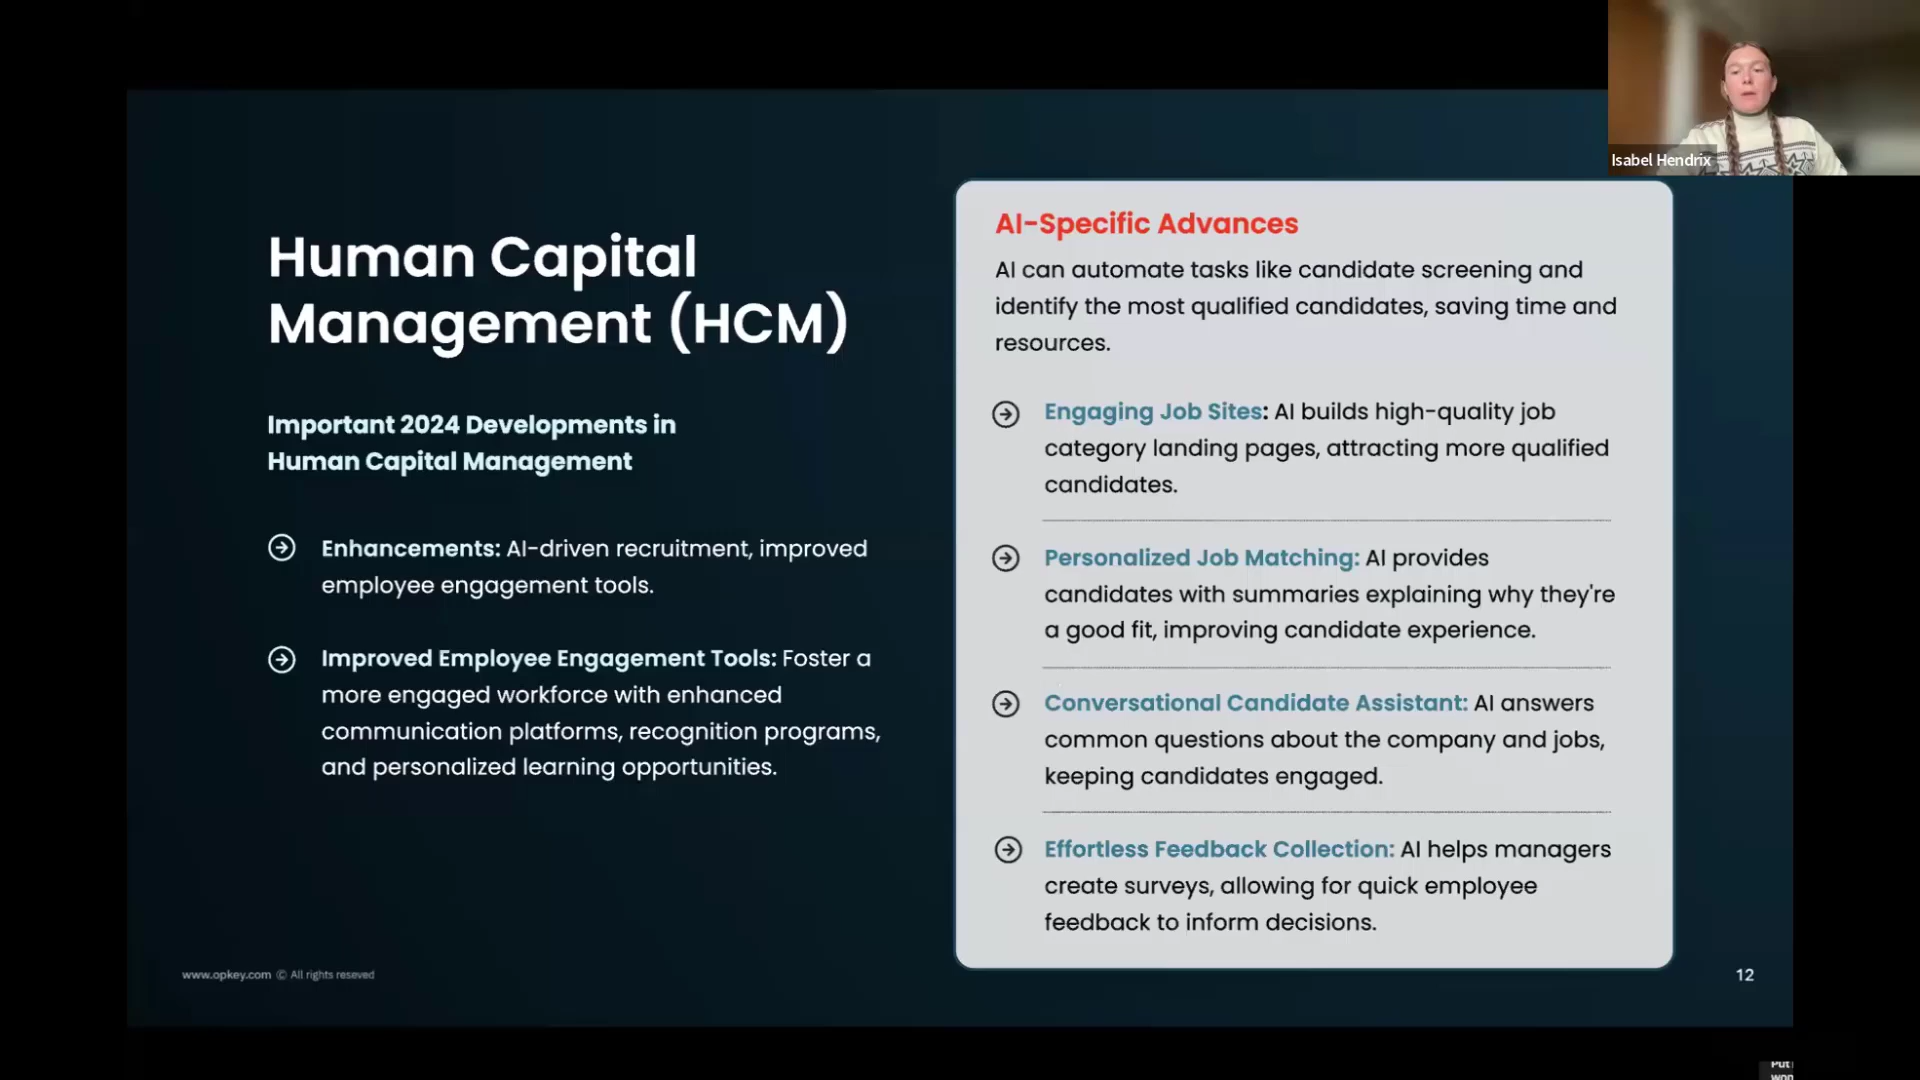 Isabel Hendrix
Human Capital
Management (HCM)
Important 2024 Developments in
Human Capital Management
Enhancements: AI-driven recruitment, improved
employee engagement tools.
Improved Employee Engagement Tools: Foster a
more engaged workforce with enhanced
communication platforms, recognition programs,
and personalized learning opportunities.
AI-Specific Advances
AI can automate tasks like candidate screening and
identify the most qualified candidates, saving time and
resources.
Engaging Job Sites: AI builds high-quality job
category landing pages, attracting more qualified
candidates.
Personalized Job Matching: AI provides
candidates with summaries explaining why they're
a good fit, improving candidate experience.
Conversational Candidate Assistant: AI answers
common questions about the company and jobs,
keeping candidates engaged.
Effortless Feedback Collection: AI helps managers
create surveys, allowing for quick employee
feedback to inform decisions.
www.opkey.com © All rights reseved
12